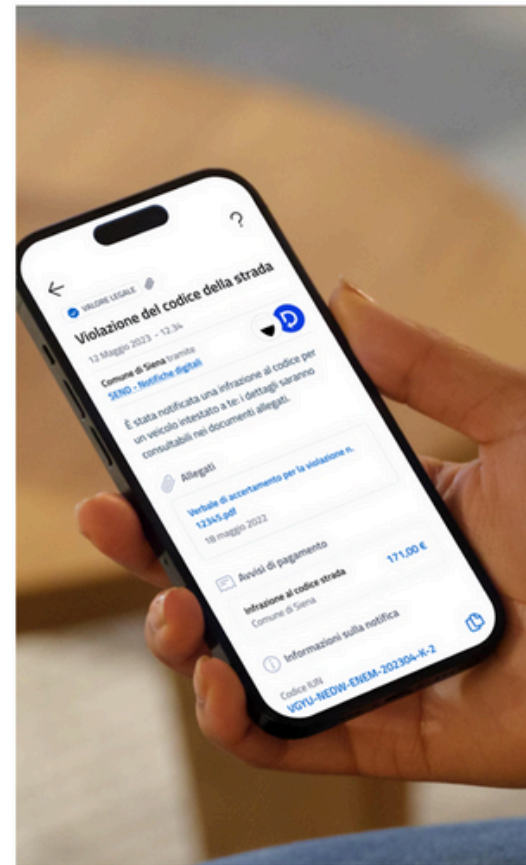 ?
VALORE LEGALE
Violazione del codice della strada
12 Maggio 2023 - 12.34
Comune di Siena tramite
SEND - Notifiche digitali
È stata notificata una infrazione al codice per
un veicolo intestato a te: i dettagli saranno
consultabili nei documenti allegati.
Allegati
Verbale di accertamento per la violazione n.
12345.pdf
18 maggio 2022
Avvisi di pagamento
Infrazione al codice strada 171,00 €
Comune di Siena
Informazioni sulla notifica
Codice IUN
VGYU-NEDW-ENEM-202304-K-2